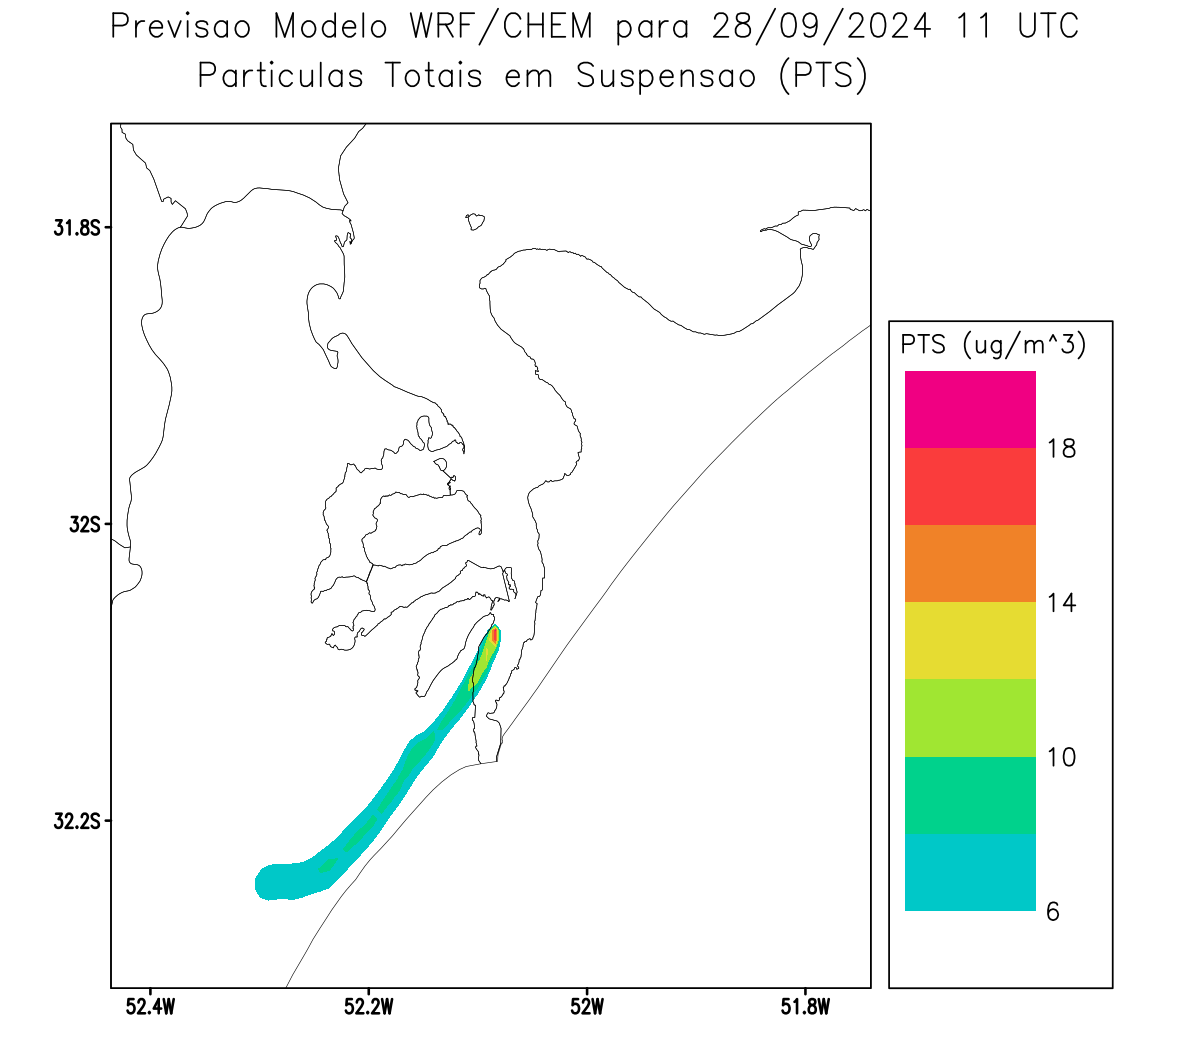 Previsao Modelo WRF/CHEM para 28/09/2024 11 UTC
Particulas Totais em Suspensao (PTS)
31.8S
32S
32.2S
52.4W
52.2W
52W
51.8W
PTS (ug/m^3)
18
14
10
6